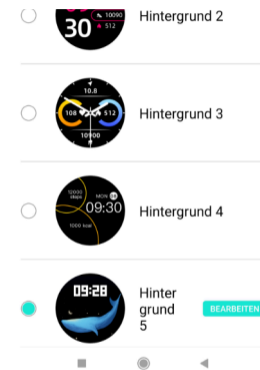 10090
30
512
Hintergrund 2
10.8
108
512
10900
Hintergrund 3
12000
steps
MON
09:30
1000 kcal
Hintergrund 4
09:28
Hinter
grund
5
BEARBEITEN